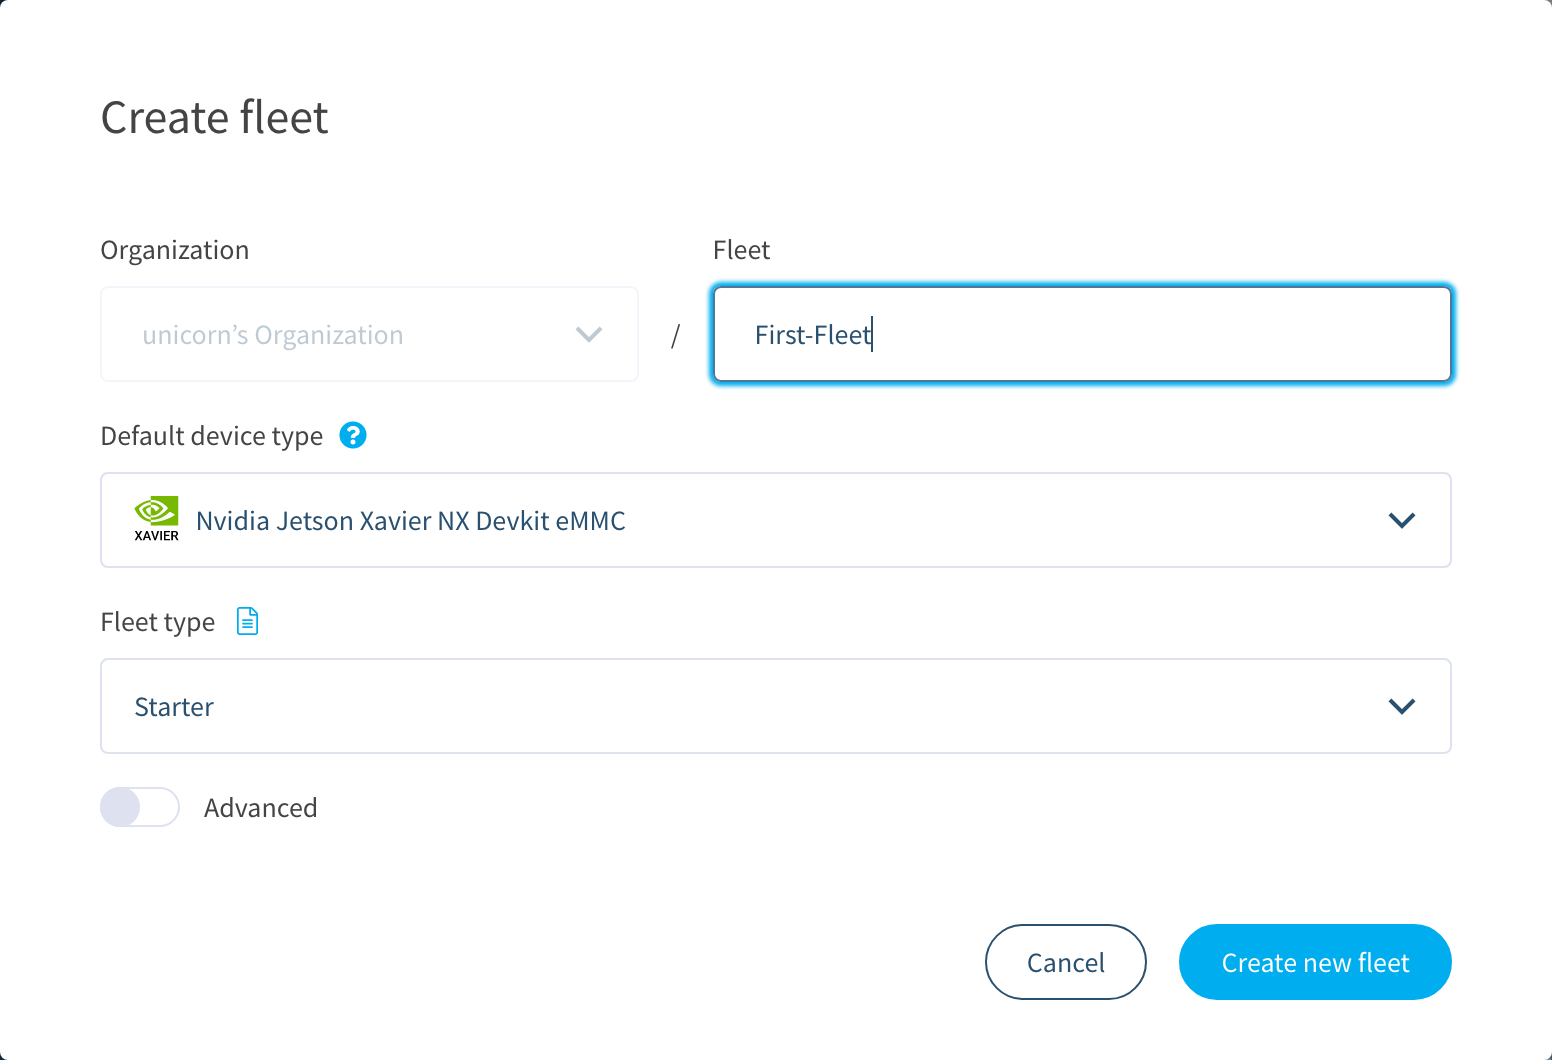 Create fleet
Organization
Fleet
unicorn’s Organization
/
First-Fleet
Default device type
?
XAVIER
Nvidia Jetson Xavier NX Devkit eMMC
Fleet type
Starter
Advanced
Cancel
Create new fleet